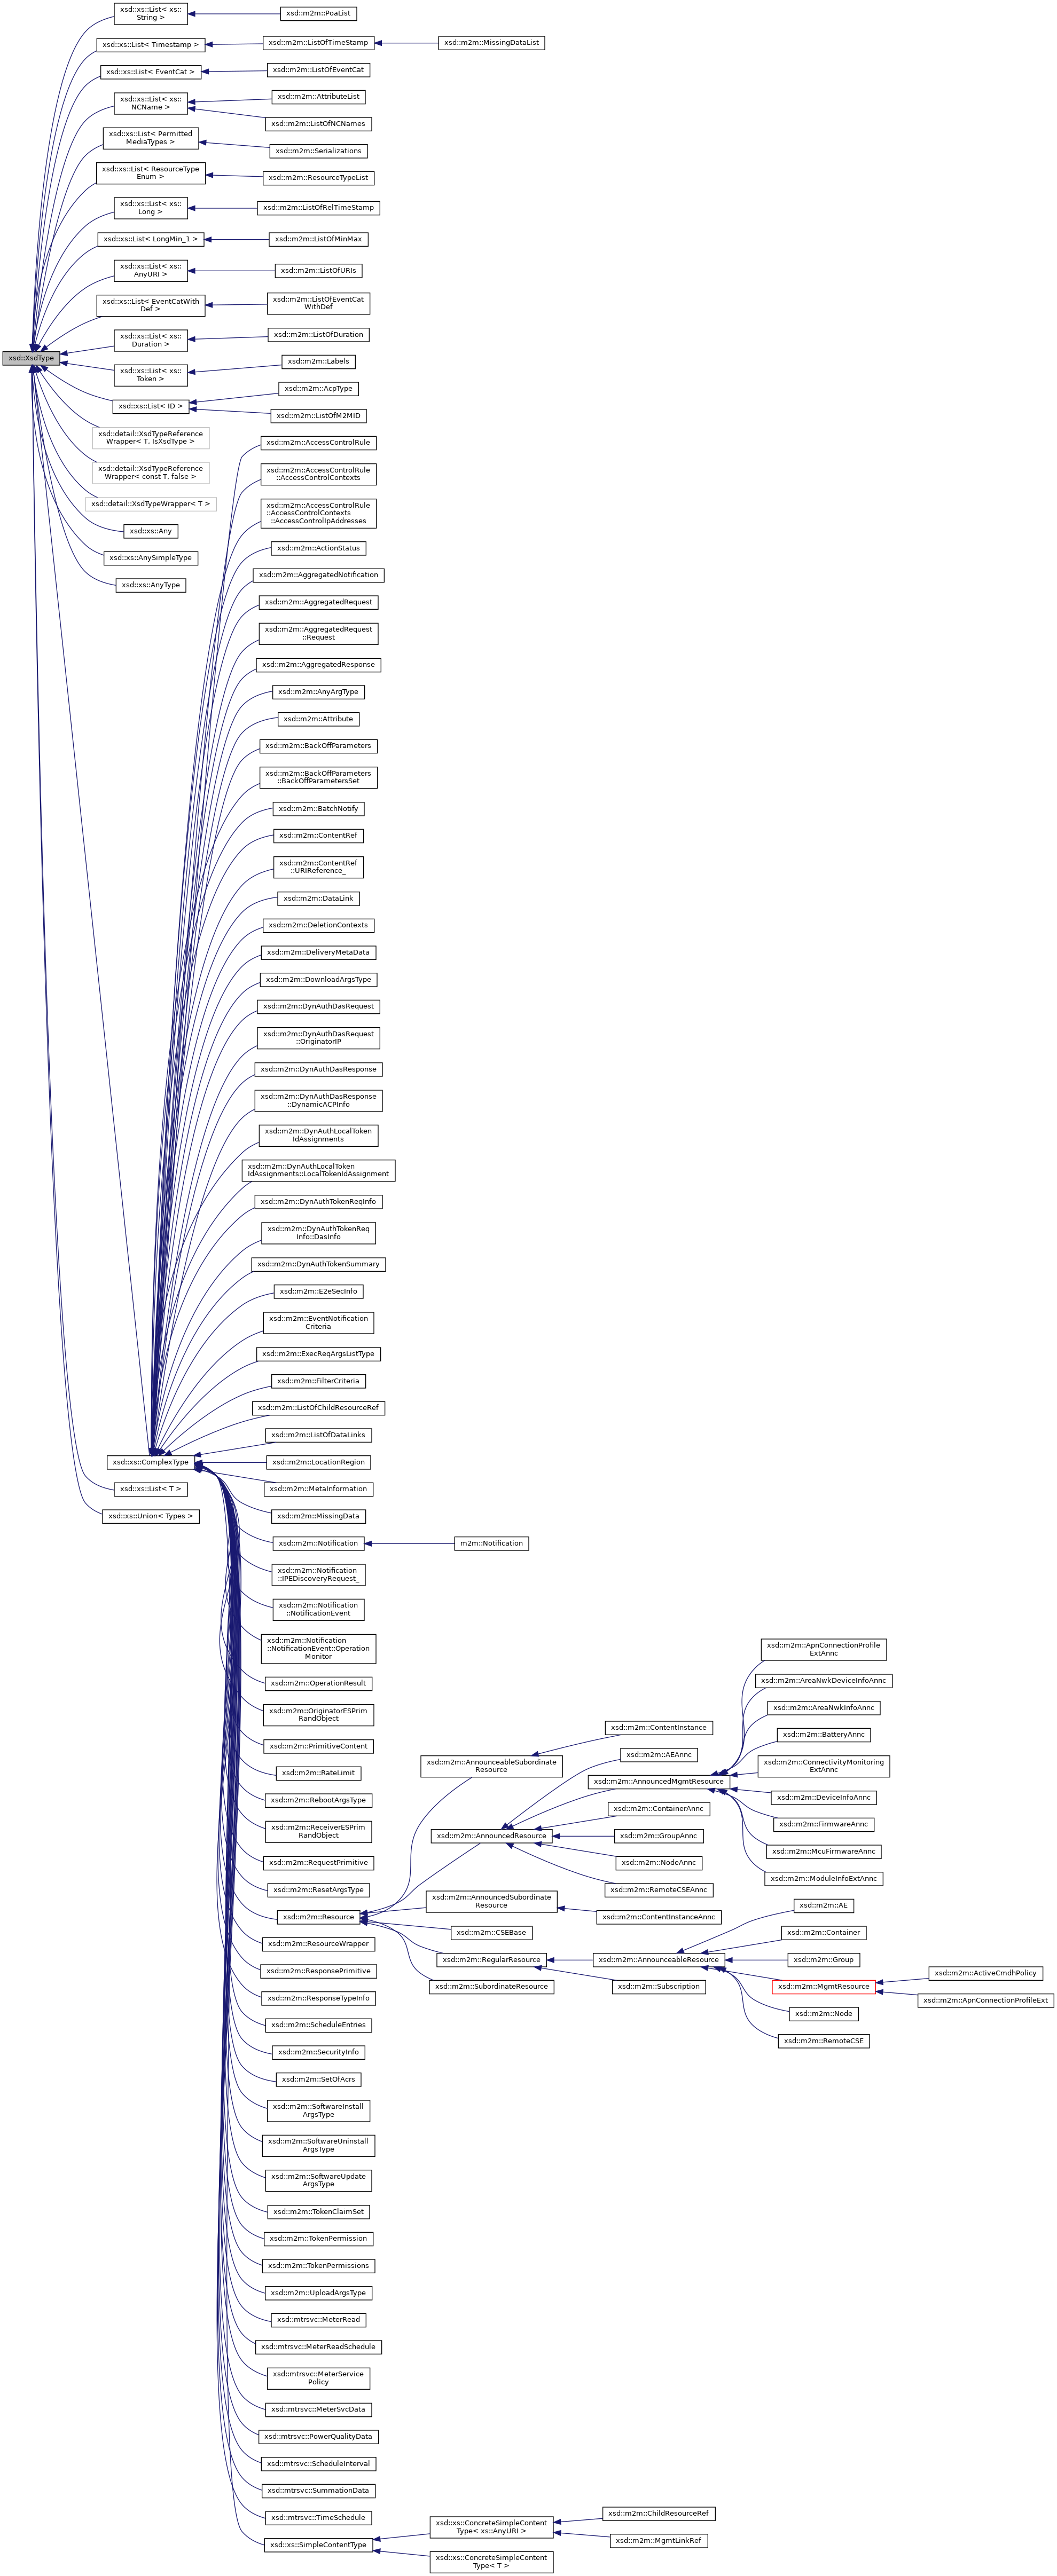 xsd::xs::List< xs::
String >
xsd::m2m::PoaList
xsd::xs::List< Timestamp >
xsd::m2m::ListOfTimeStamp
xsd::m2m::MissingDataList
xsd::xs::List< EventCat >
xsd::m2m::ListOfEventCat
xsd::xs::List< xs::
NCName >
xsd::m2m::AttributeList
xsd::m2m::ListOfNCNames
xsd::xs::List< Permitted
MediaTypes >
xsd::m2m::Serializations
xsd::xs::List< ResourceType
Enum >
xsd::m2m::ResourceTypeList
xsd::xs::List< xs::
Long >
xsd::m2m::ListOfRelTimeStamp
xsd::xs::List< LongMin_1 >
xsd::m2m::ListOfMinMax
xsd::xs::List< xs::
AnyURI >
xsd::m2m::ListOfURIs
xsd::xs::List< EventCatWith
Def >
xsd::m2m::ListOfEventCat
WithDef
xsd::xs::List< xs::
Duration >
xsd::m2m::ListOfDuration
xsd::XsdType
xsd::xs::List< xs::
Token >
xsd::m2m::Labels
xsd::xs::List< ID >
xsd::m2m::AcpType
xsd::m2m::ListOfM2MID
xsd::detail::XsdTypeReference
Wrapper< T, IsXsdType >
xsd::detail::XsdTypeReference
Wrapper< const T, false >
xsd::detail::XsdTypeWrapper< T >
xsd::xs::Any
xsd::xs::AnySimpleType
xsd::xs::AnyType
xsd::m2m::AccessControlRule
xsd::m2m::AccessControlRule
::AccessControlContexts
xsd::m2m::AccessControlRule
::AccessControlContexts
::AccessControlIpAddresses
xsd::m2m::ActionStatus
xsd::m2m::AggregatedNotification
xsd::m2m::AggregatedRequest
xsd::m2m::AggregatedRequest
::Request
xsd::m2m::AggregatedResponse
xsd::m2m::AnyArgType
xsd::m2m::Attribute
xsd::m2m::BackOffParameters
xsd::m2m::BackOffParameters
::BackOffParametersSet
xsd::m2m::BatchNotify
xsd::m2m::ContentRef
xsd::m2m::ContentRef
::URIReference_
xsd::m2m::DataLink
xsd::m2m::DeletionContexts
xsd::m2m::DeliveryMetaData
xsd::m2m::DownloadArgsType
xsd::m2m::DynAuthDasRequest
xsd::m2m::DynAuthDasRequest
::OriginatorIP
xsd::m2m::DynAuthDasResponse
xsd::m2m::DynAuthDasResponse
::DynamicACPInfo
xsd::m2m::DynAuthLocalToken
IdAssignments
xsd::m2m::DynAuthLocalToken
IdAssignments::LocalTokenIdAssignment
xsd::m2m::DynAuthTokenReqInfo
xsd::m2m::DynAuthTokenReq
Info::DasInfo
xsd::m2m::DynAuthTokenSummary
xsd::m2m::E2eSecInfo
xsd::m2m::EventNotification
Criteria
xsd::m2m::ExecReqArgsListType
xsd::m2m::FilterCriteria
xsd::m2m::ListOfChildResourceRef
xsd::m2m::ListOfDataLinks
xsd::xs::ComplexType
xsd::m2m::LocationRegion
xsd::xs::List< T >
xsd::m2m::MetaInformation
xsd::xs::Union< Types >
xsd::m2m::MissingData
xsd::m2m::Notification
m2m::Notification
xsd::m2m::Notification
::IPEDiscoveryRequest_
xsd::m2m::Notification
::NotificationEvent
xsd::m2m::Notification
::NotificationEvent::Operation
Monitor
xsd::m2m::OperationResult
xsd::m2m::OriginatorESPrim
RandObject
xsd::m2m::PrimitiveContent
xsd::m2m::RateLimit
xsd::m2m::RebootArgsType
xsd::m2m::ReceiverESPrim
RandObject
xsd::m2m::RequestPrimitive
xsd::m2m::ResetArgsType
xsd::m2m::Resource
xsd::m2m::ResourceWrapper
xsd::m2m::ResponsePrimitive
xsd::m2m::ResponseTypeInfo
xsd::m2m::ScheduleEntries
xsd::m2m::SecurityInfo
xsd::m2m::SetOfAcrs
xsd::m2m::SoftwareInstall
ArgsType
xsd::m2m::SoftwareUninstall
ArgsType
xsd::m2m::SoftwareUpdate
ArgsType
xsd::m2m::TokenClaimSet
xsd::m2m::TokenPermission
xsd::m2m::TokenPermissions
xsd::m2m::UploadArgsType
xsd::mtrsvc::MeterRead
xsd::mtrsvc::MeterReadSchedule
xsd::mtrsvc::MeterService
Policy
xsd::mtrsvc::MeterSvcData
xsd::mtrsvc::PowerQualityData
xsd::mtrsvc::ScheduleInterval
xsd::mtrsvc::SummationData
xsd::mtrsvc::TimeSchedule
xsd::xs::SimpleContentType
xsd::m2m::AnnounceableSubordinate
Resource
xsd::m2m::ContentInstance
xsd::m2m::AnnouncedResource
xsd::m2m::AEAnnc
xsd::m2m::AnnouncedMgmtResource
xsd::m2m::ContainerAnnc
xsd::m2m::GroupAnnc
xsd::m2m::NodeAnnc
xsd::m2m::RemoteCSEAnnc
xsd::m2m::ApnConnectionProfile
ExtAnnc
xsd::m2m::AreaNwkDeviceInfoAnnc
xsd::m2m::AreaNwkInfoAnnc
xsd::m2m::BatteryAnnc
xsd::m2m::ConnectivityMonitoring
ExtAnnc
xsd::m2m::DeviceInfoAnnc
xsd::m2m::FirmwareAnnc
xsd::m2m::McuFirmwareAnnc
xsd::m2m::ModuleInfoExtAnnc
xsd::m2m::AnnouncedSubordinate
Resource
xsd::m2m::ContentInstanceAnnc
xsd::m2m::CSEBase
xsd::m2m::RegularResource
xsd::m2m::SubordinateResource
xsd::m2m::AnnounceableResource
xsd::m2m::Subscription
xsd::m2m::AE
xsd::m2m::Container
xsd::m2m::Group
xsd::m2m::MgmtResource
xsd::m2m::Node
xsd::m2m::RemoteCSE
xsd::m2m::ActiveCmdhPolicy
xsd::m2m::ApnConnectionProfileExt
xsd::xs::ConcreteSimpleContent
Type< xs::AnyURI >
xsd::m2m::ChildResourceRef
xsd::m2m::MgmtLinkRef
xsd::xs::ConcreteSimpleContent
Type< T >